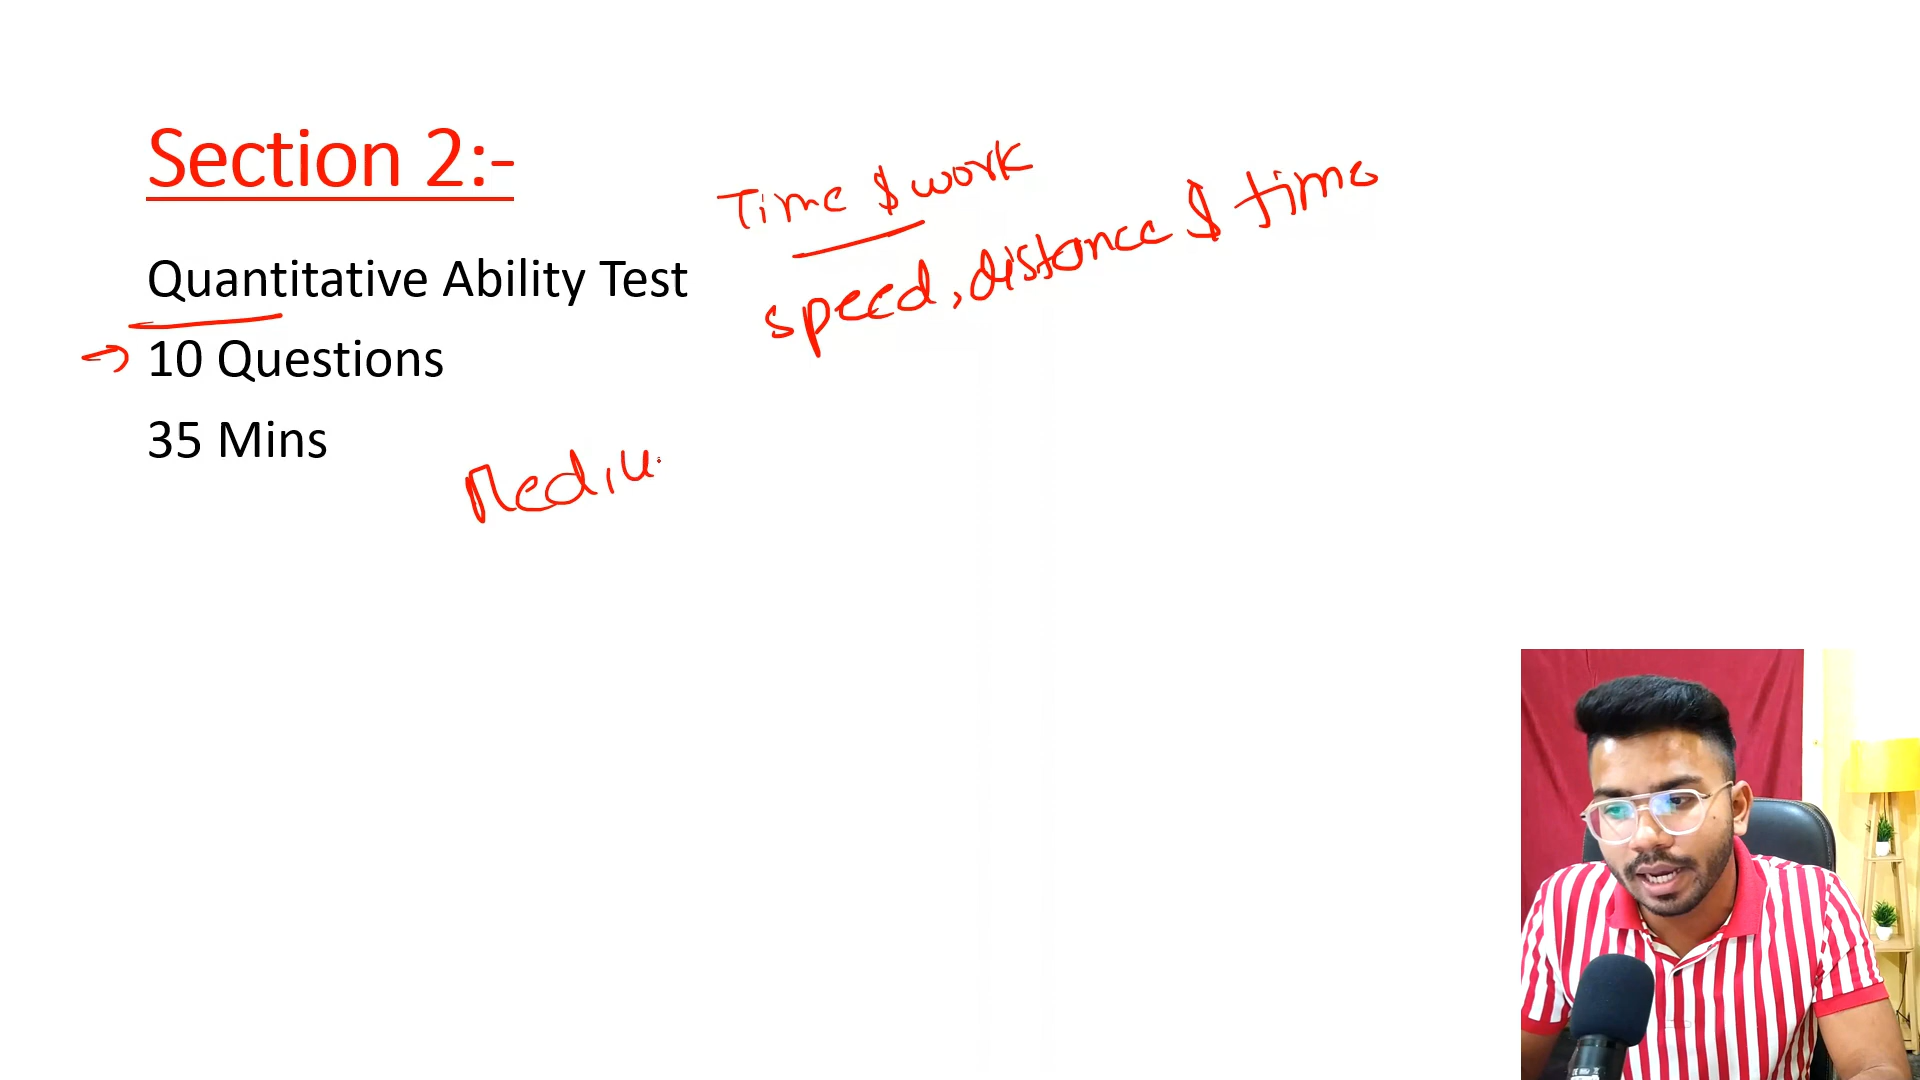 Section 2:-
Time & work
speed, distance & time
Quantitative Ability Test
→ 10 Questions
35 Mins
Mediu